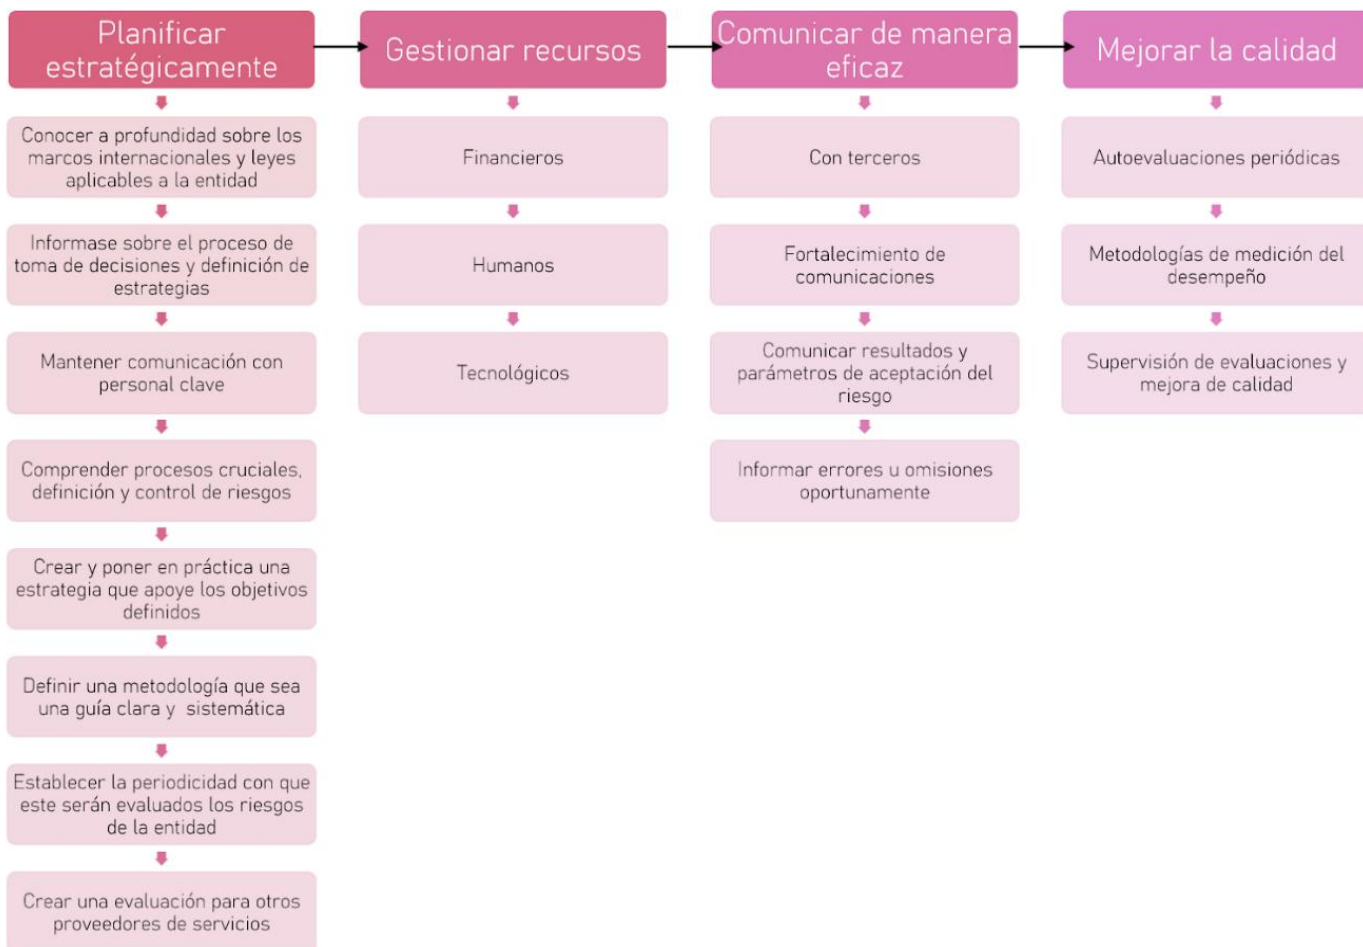 Planificar
estratégicamente
Conocer a profundidad sobre los
marcos internacionales y leyes
aplicables a la entidad
Informase sobre el proceso de
toma de decisiones y definición de
estrategias
Mantener comunicación con
personal clave
Comprender procesos cruciales,
definición y control de riesgos
Crear y poner en práctica una
estrategia que apoye los objetivos
definidos
Definir una metodología que sea
una guía clara y sistemática
Establecer la periodicidad con que
este serán evaluados los riesgos
de la entidad
Crear una evaluación para otros
proveedores de servicios
Gestionar recursos
Financieros
Humanos
Tecnológicos
Comunicar de manera
eficaz
Con terceros
Fortalecimiento de
comunicaciones
Comunicar resultados y
parámetros de aceptación del
riesgo
Informar errores u omisiones
oportunamente
Mejorar la calidad
Autoevaluaciones periódicas
Metodologías de medición del
desempeño
Supervisión de evaluaciones y
mejora de calidad